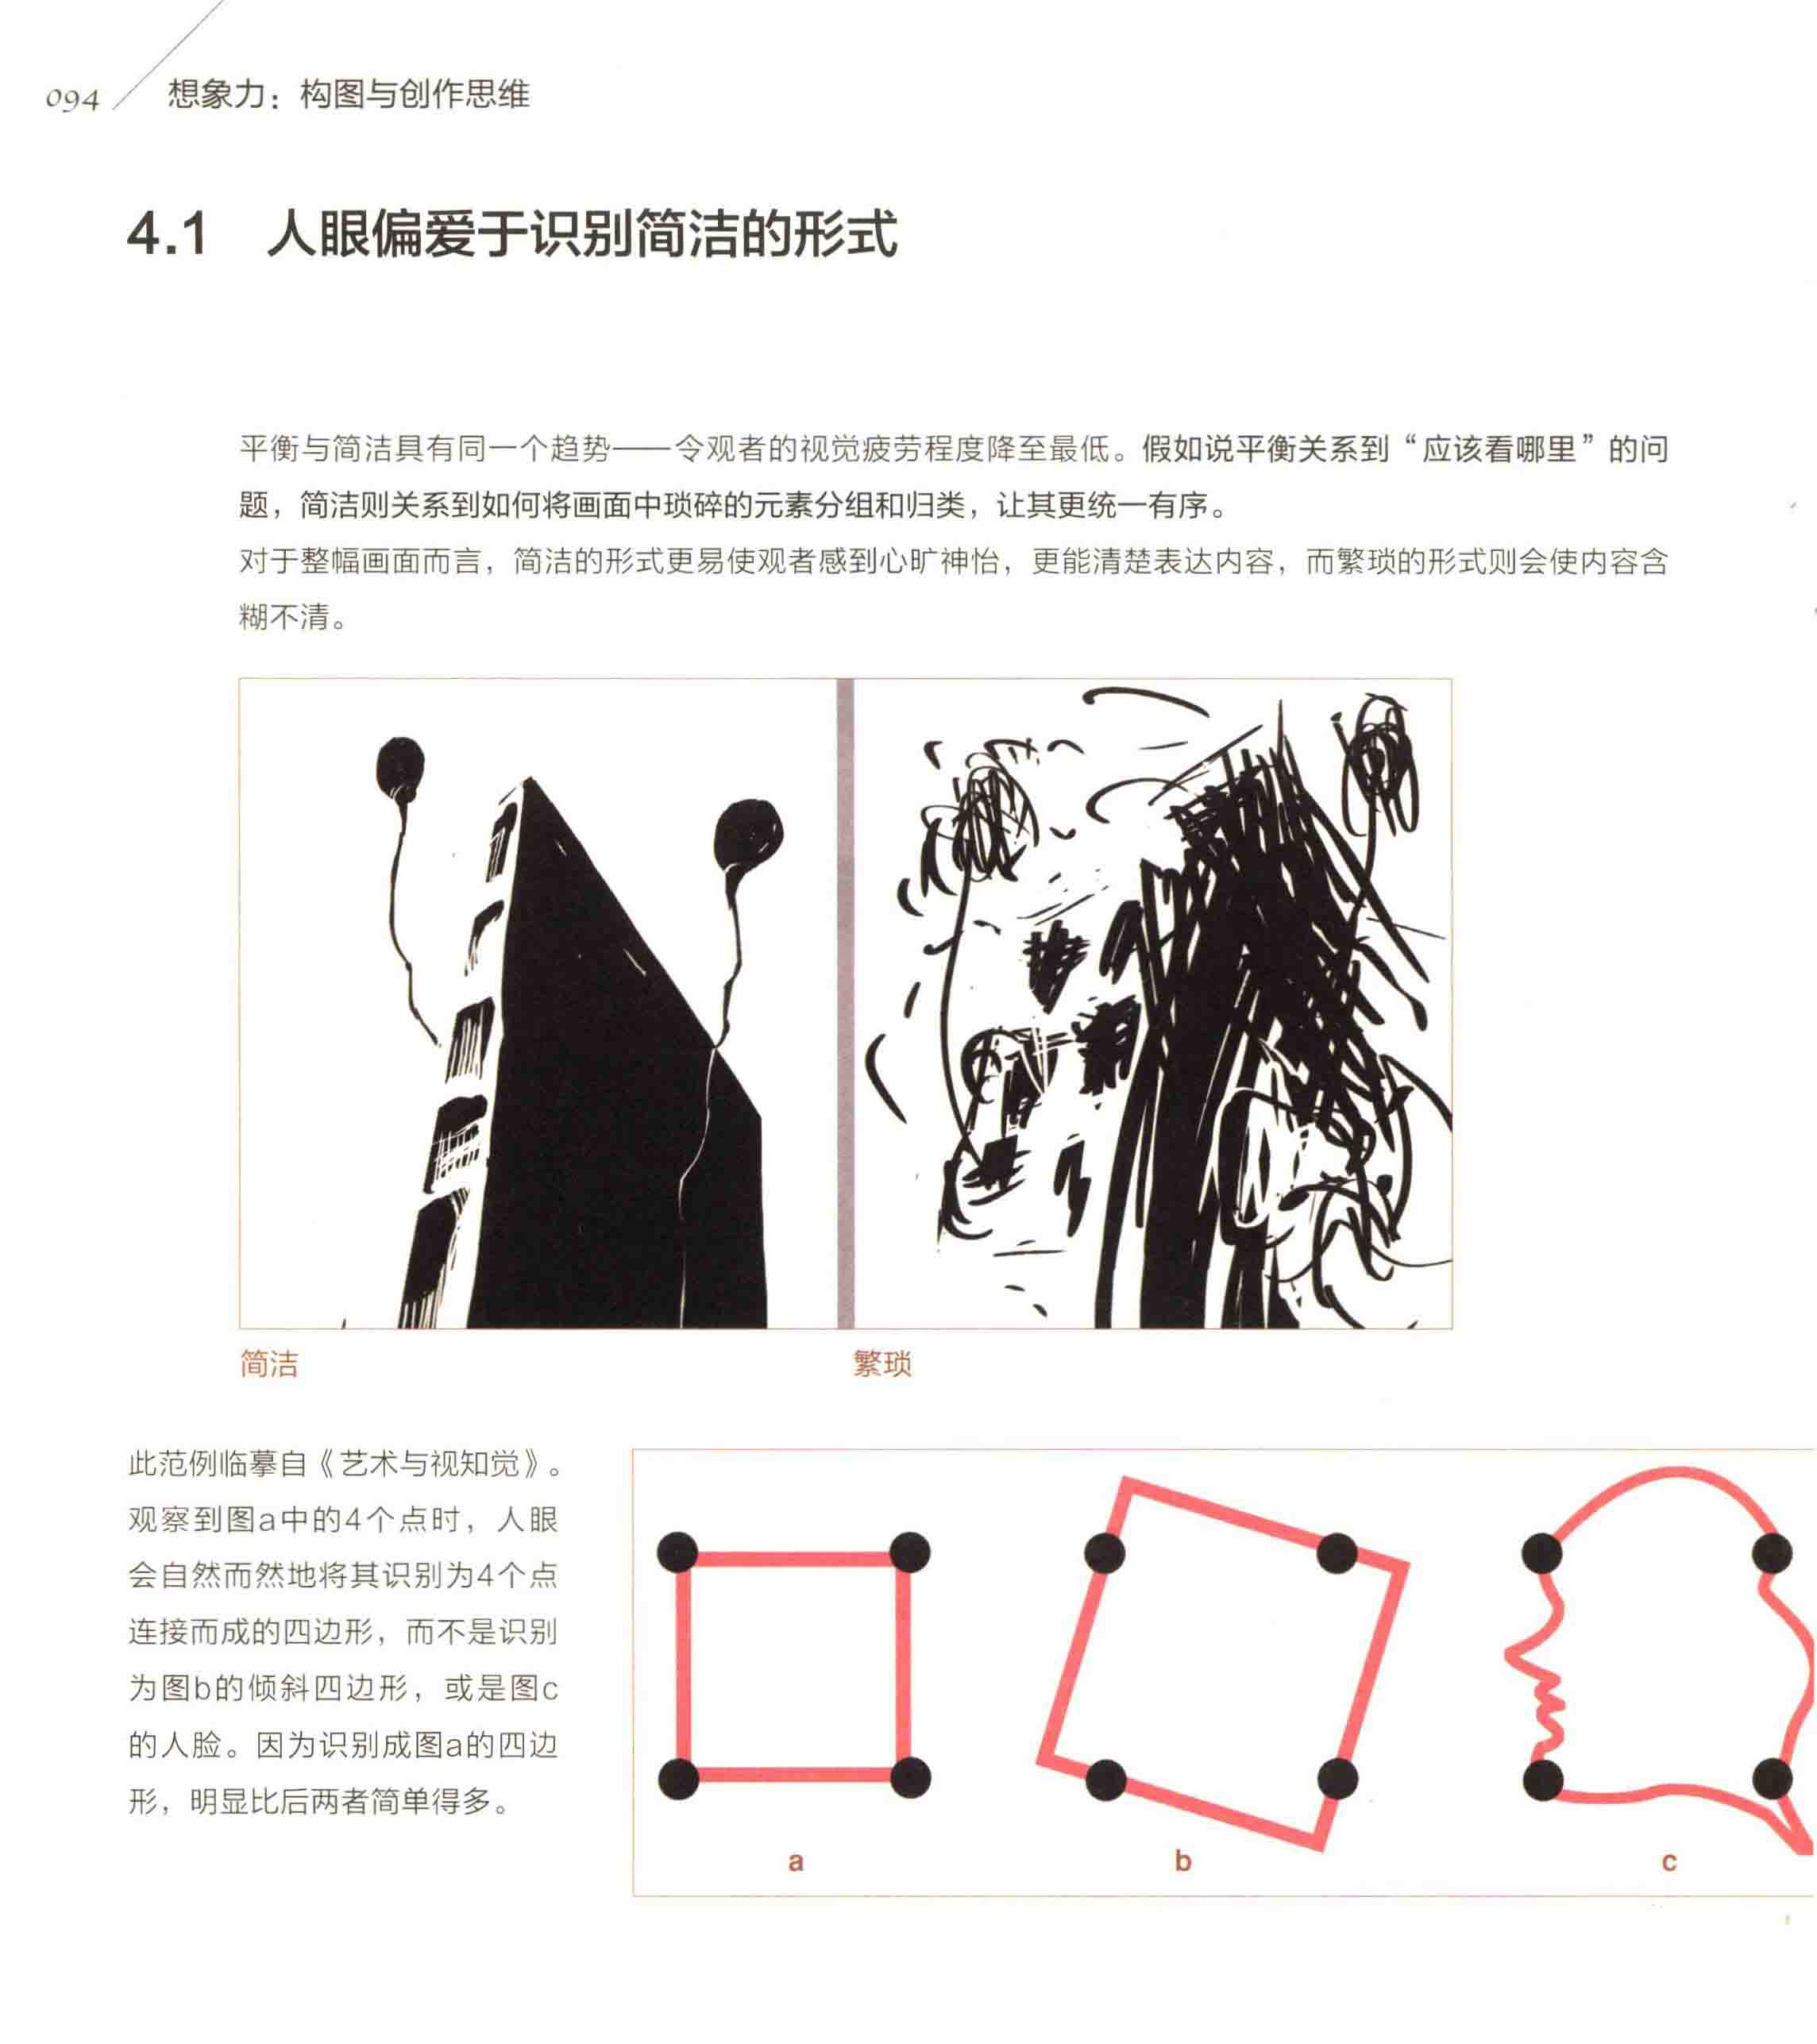 094
想象力：构图与创作思维
4.1 人眼偏爱于识别简洁的形式
平衡与简洁具有同一个趋势——令观者的视觉疲劳程度降至最低。假如说平衡关系到“应该看哪里”的问
题，简洁则关系到如何将画面中琐碎的元素分组和归类，让其更统一有序。
对于整幅画面而言，简洁的形式更易使观者感到心旷神怡，更能清楚表达内容，而繁琐的形式则会使内容含
糊不清。
简洁
繁琐
此范例临摹自《艺术与视知觉》。
观察到图a中的4个点时，人眼
会自然而然地将其识别为4个点
连接而成的四边形，而不是识别
为图b的倾斜四边形，或是图c
的人脸。因为识别成图a的四边
形，明显比后两者简单得多。
a
b
c